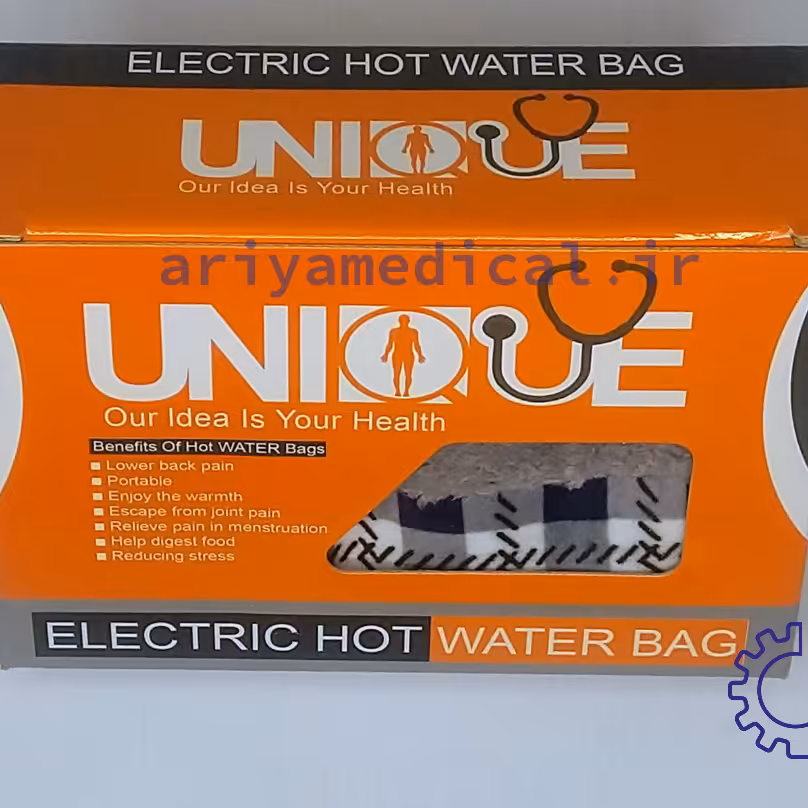 ELECTRIC HOT WATER BAG
UNIQUE
Our Idea Is Your Health
ariyamedical.ir
UNIQUE
Our Idea Is Your Health
Benefits Of Hot WATER Bags
Lower back pain
Portable
Enjoy the warmth
Escape from joint pain
Relieve pain in menstruation
Help digest food
Reducing stress
ELECTRIC HOT WATER BAG